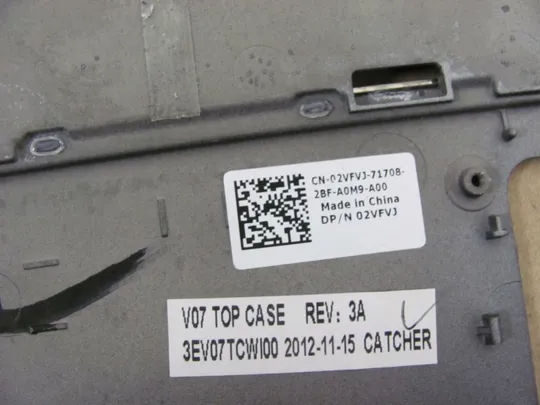 CN-02VFVJ-71708-
2BF-A0M9-A00
Made in China
DP/N 02VFVJ
V07 TOP CASE REV: 3A
3EV07TCWI00 2012-11-15 CATCHER